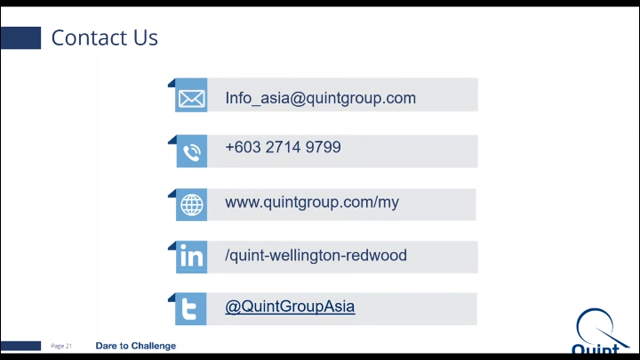 Contact Us
Info_asia@quintgroup.com
+603 2714 9799
www.quintgroup.com/my
in
/quint-wellington-redwood
t
@QuintGroupAsia
Page 21
Dare to Challenge
Quint